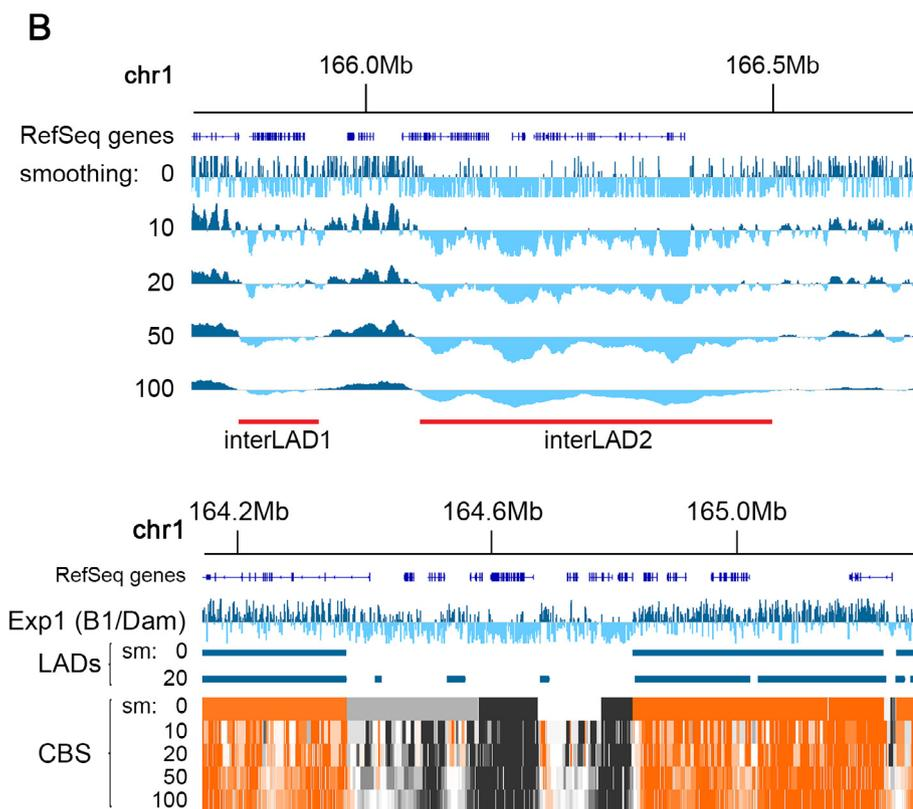 B
chr1 166.0Mb 166.5Mb
RefSeq genes
smoothing: 0
10
20
50
100
interLAD1 interLAD2
chr1 164.2Mb 164.6Mb 165.0Mb
RefSeq genes
Exp1 (B1/Dam)
LADs sm: 0
20
CBS sm: 0
10
20
50
100